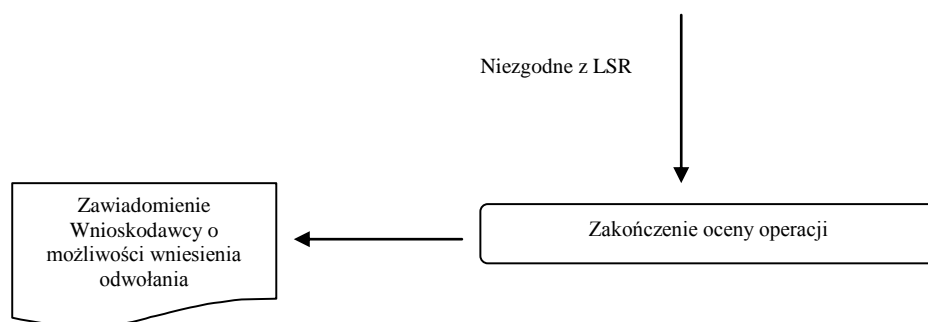 Niezgodne z LSR
Zakończenie oceny operacji
Zawiadomienie
Wnioskodawcy o
możliwości wniesienia
odwołania